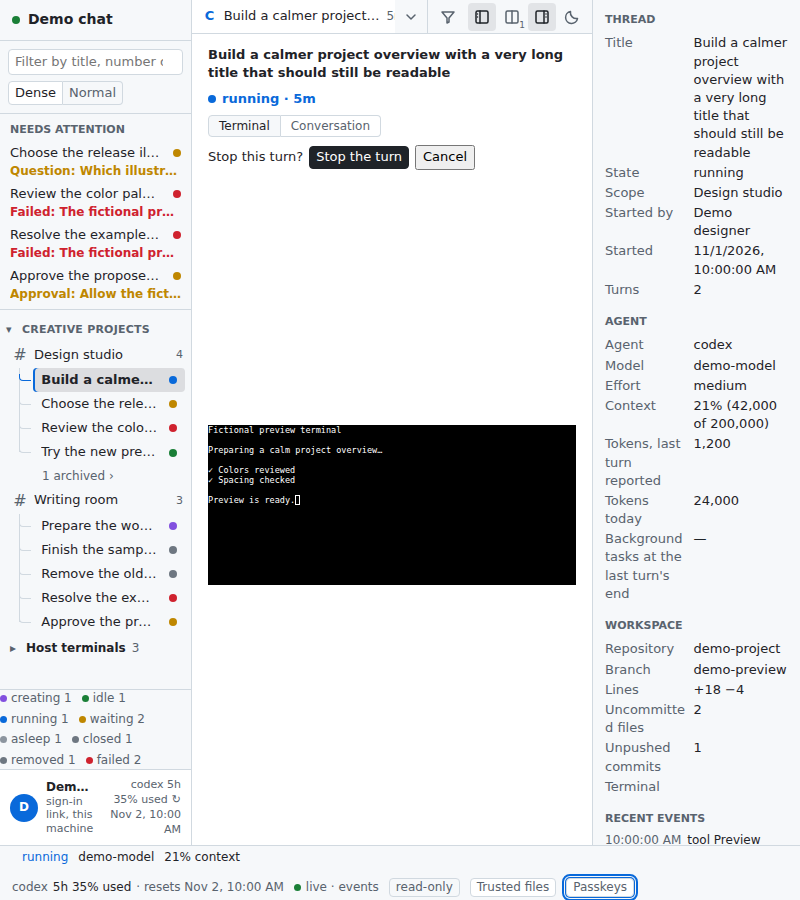 Demo chat
Filter by title, number o
Dense Normal
NEEDS ATTENTION
Choose the release il…
Question: Which illustr…
Review the color pal…
Failed: The fictional pr…
Resolve the example…
Failed: The fictional pr…
Approve the propose…
Approval: Allow the fict…
▾ CREATIVE PROJECTS
# Design studio 4
Build a calme…
Choose the rele…
Review the colo…
Try the new pre…
1 archived ›
# Writing room 3
Prepare the wo…
Finish the samp…
Remove the old…
Resolve the ex…
Approve the pr…
▸ Host terminals 3
creating 1 idle 1
running 1 waiting 2
asleep 1 closed 1
removed 1 failed 2
D
Dem…
sign-in
link, this
machine
codex 5h
35% used ↻
Nov 2, 10:00
AM
C Build a calmer project… 5
1
Build a calmer project overview with a very long
title that should still be readable
running · 5m
Terminal Conversation
Stop this turn? Stop the turn Cancel
Fictional preview terminal
Preparing a calm project overview…
✓ Colors reviewed
✓ Spacing checked
Preview is ready.
THREAD
Title Build a calmer
project
overview with
a very long
title that
should still be
readable
State running
Scope Design studio
Started by Demo
designer
Started 11/1/2026,
10:00:00 AM
Turns 2
AGENT
Agent codex
Model demo-model
Effort medium
Context 21% (42,000
of 200,000)
Tokens, last 1,200
turn
reported
Tokens 24,000
today
Background —
tasks at the
last turn's
end
WORKSPACE
Repository demo-project
Branch demo-preview
Lines +18 −4
Uncommitte 2
d files
Unpushed 1
commits
Terminal
RECENT EVENTS
10:00:00 AM tool Preview
running demo-model 21% context
codex 5h 35% used · resets Nov 2, 10:00 AM live · events read-only Trusted files Passkeys